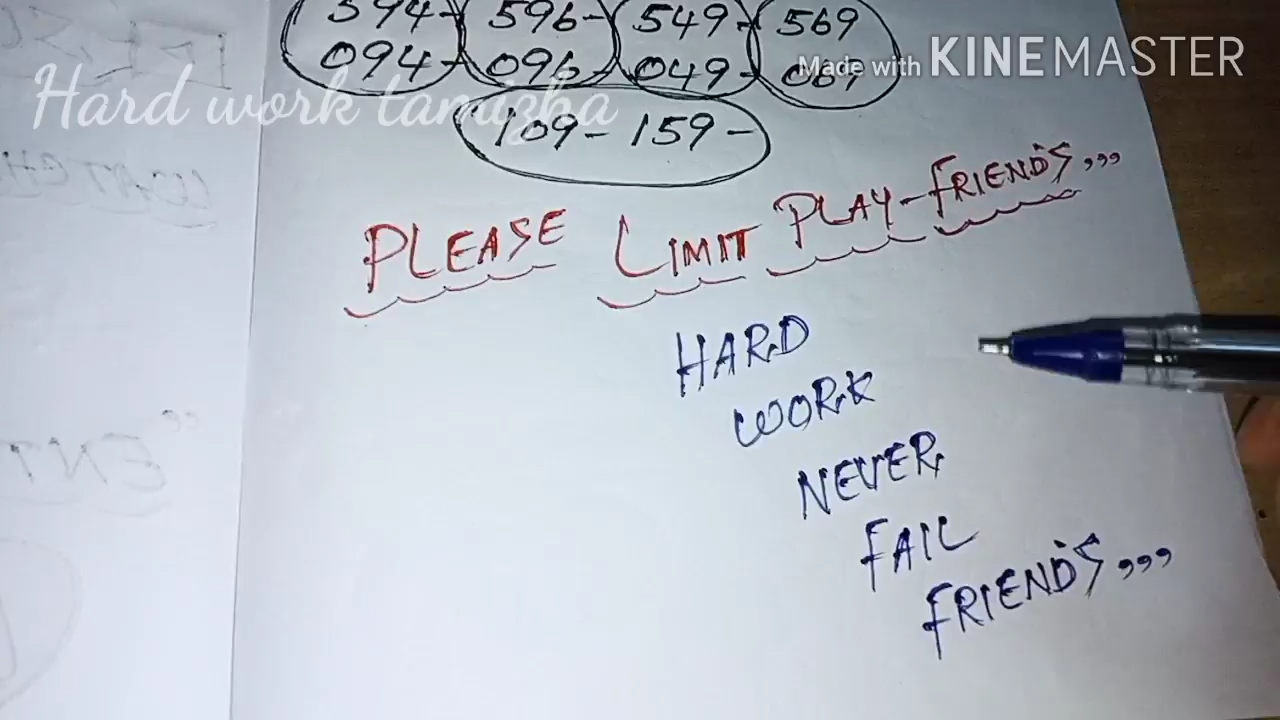 594- 596- 549- 569
094- 096- 049- 069
Made with KINEMASTER
Hard work tamizha
109- 159-
PLEASE LIMIT PLAY-FRIENDS,,,
HARD
WORK
NEVER
FAIL
FRIENDS,,,